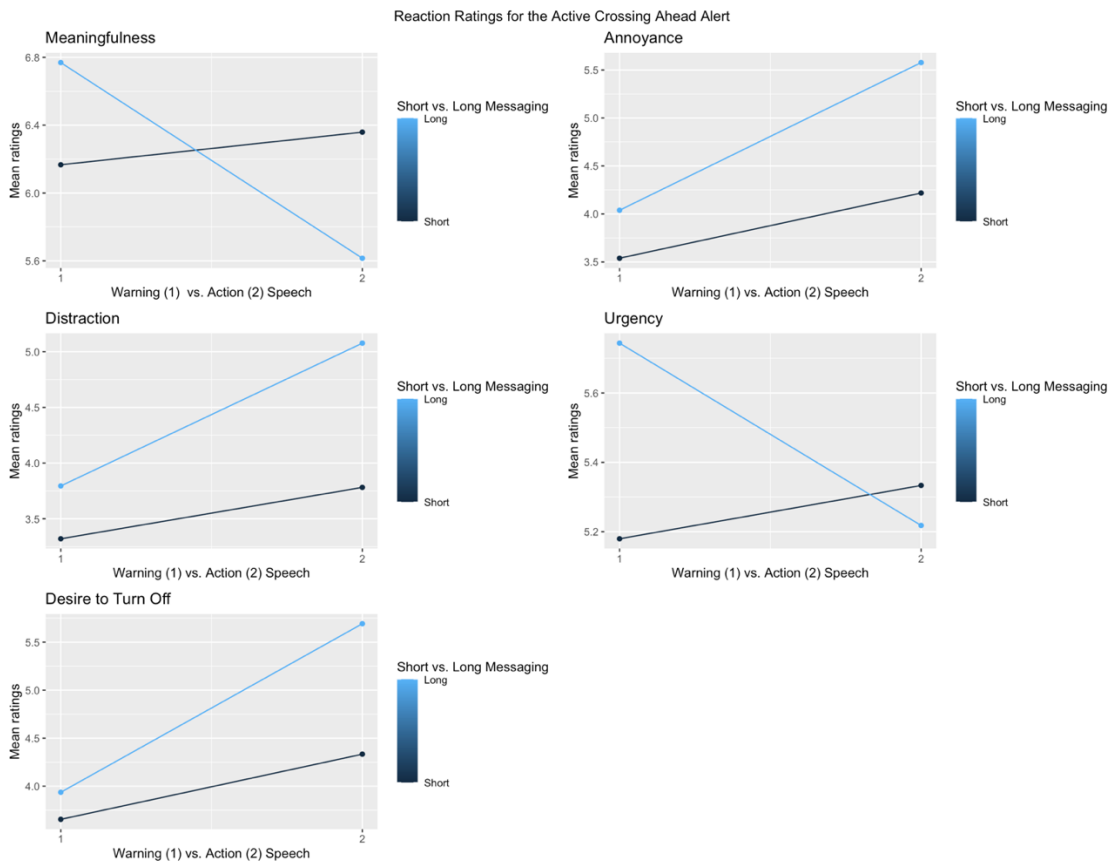 Reaction Ratings for the Active Crossing Ahead Alert
Meaningfulness
6.8
6.4
6.0
5.6
Mean ratings
1
2
Warning (1) vs. Action (2) Speech
Short vs. Long Messaging
Long
Short
Annoyance
5.5
5.0
4.5
4.0
3.5
Mean ratings
1
2
Warning (1) vs. Action (2) Speech
Short vs. Long Messaging
Long
Short
Distraction
5.0
4.5
4.0
3.5
Mean ratings
1
2
Warning (1) vs. Action (2) Speech
Short vs. Long Messaging
Long
Short
Urgency
5.6
5.4
5.2
Mean ratings
1
2
Warning (1) vs. Action (2) Speech
Short vs. Long Messaging
Long
Short
Desire to Turn Off
5.5
5.0
4.5
4.0
Mean ratings
1
2
Warning (1) vs. Action (2) Speech
Short vs. Long Messaging
Long
Short